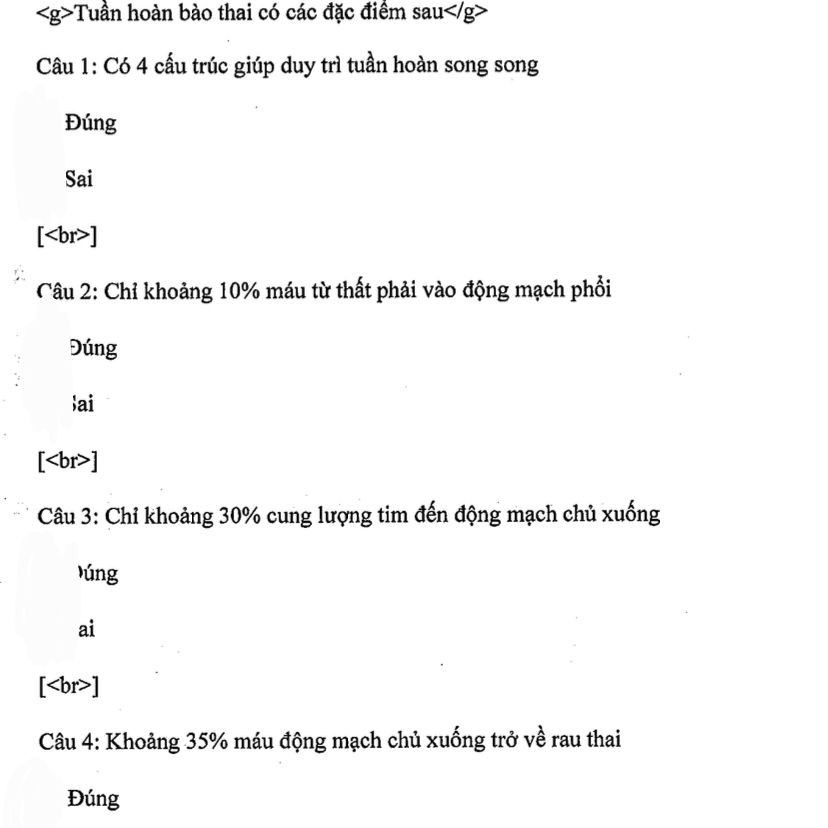 <g>Tuần hoàn bào thai có các đặc điểm sau</g>
Câu 1: Có 4 cấu trúc giúp duy trì tuần hoàn song song
Đúng
Sai
[<br>]
Câu 2: Chỉ khoảng 10% máu từ thất phải vào động mạch phổi
Đúng
Sai
[<br>]
Câu 3: Chỉ khoảng 30% cung lượng tim đến động mạch chủ xuống
úng
ai
[<br>]
Câu 4: Khoảng 35% máu động mạch chủ xuống trở về rau thai
Đúng